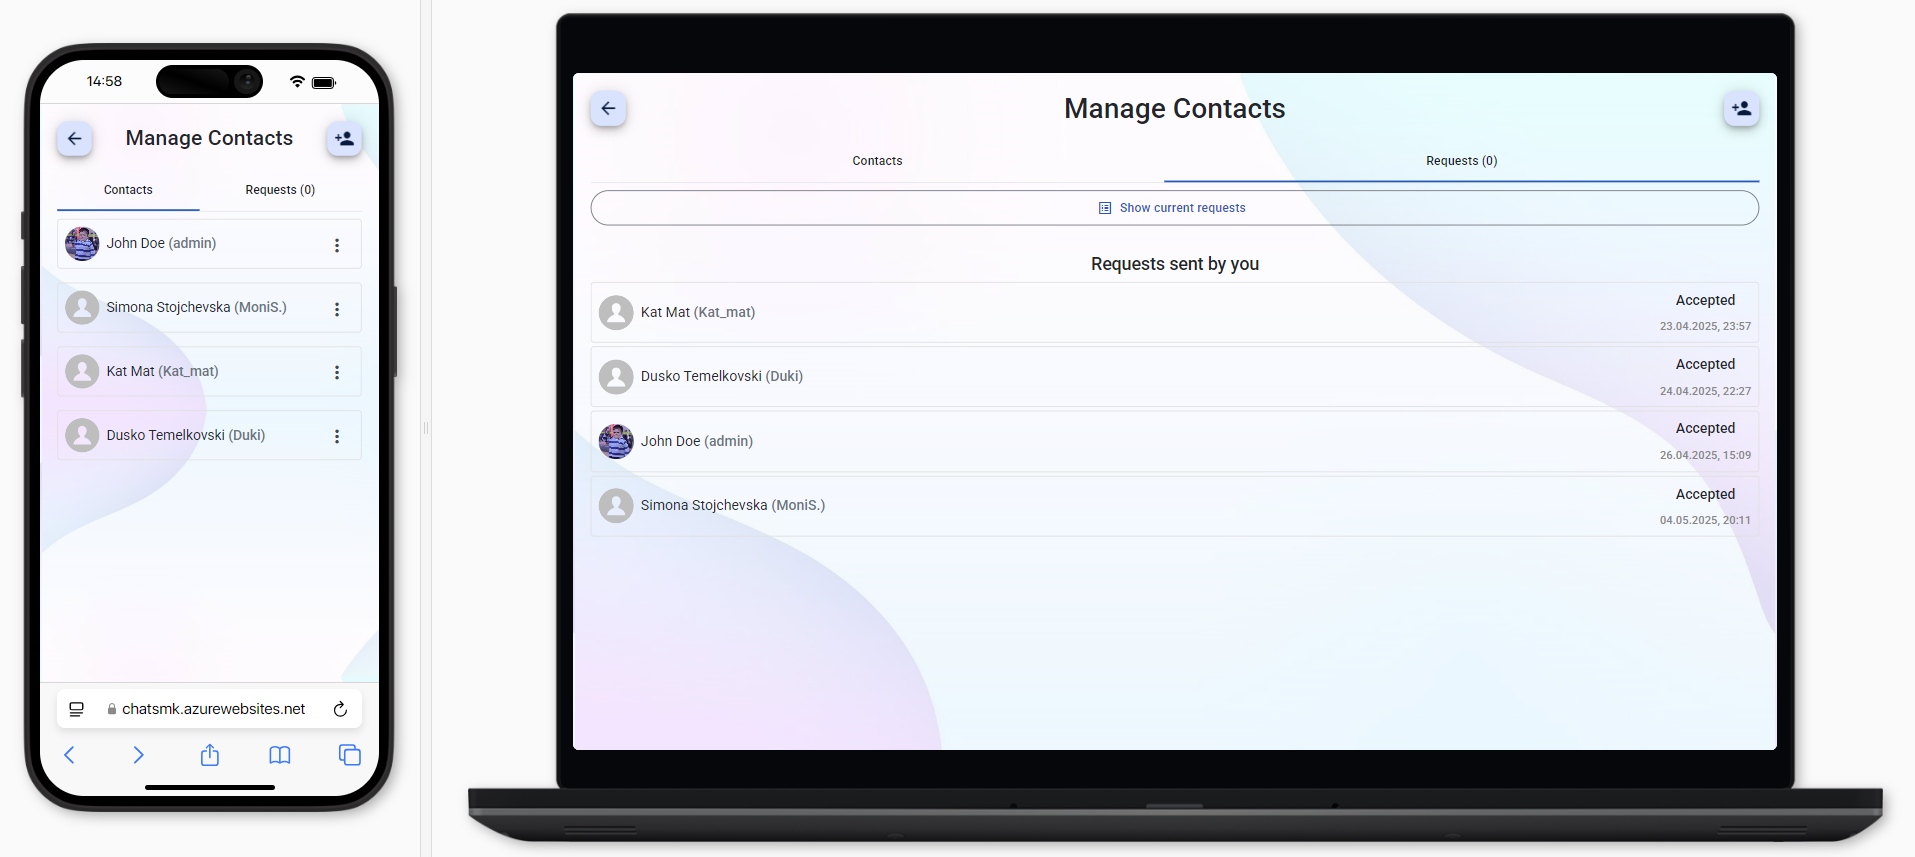 14:58
Manage Contacts
Contacts Requests (0)
John Doe (admin)
Simona Stojchevska (MoniS.)
Kat Mat (Kat_mat)
Dusko Temelkovski (Duki)
chatsmk.azurewebsites.net
Manage Contacts
Contacts Requests (0)
Show current requests
Requests sent by you
Kat Mat (Kat_mat) Accepted
23.04.2025, 23:57
Dusko Temelkovski (Duki) Accepted
24.04.2025, 22:27
John Doe (admin) Accepted
26.04.2025, 15:09
Simona Stojchevska (MoniS.) Accepted
04.05.2025, 20:11